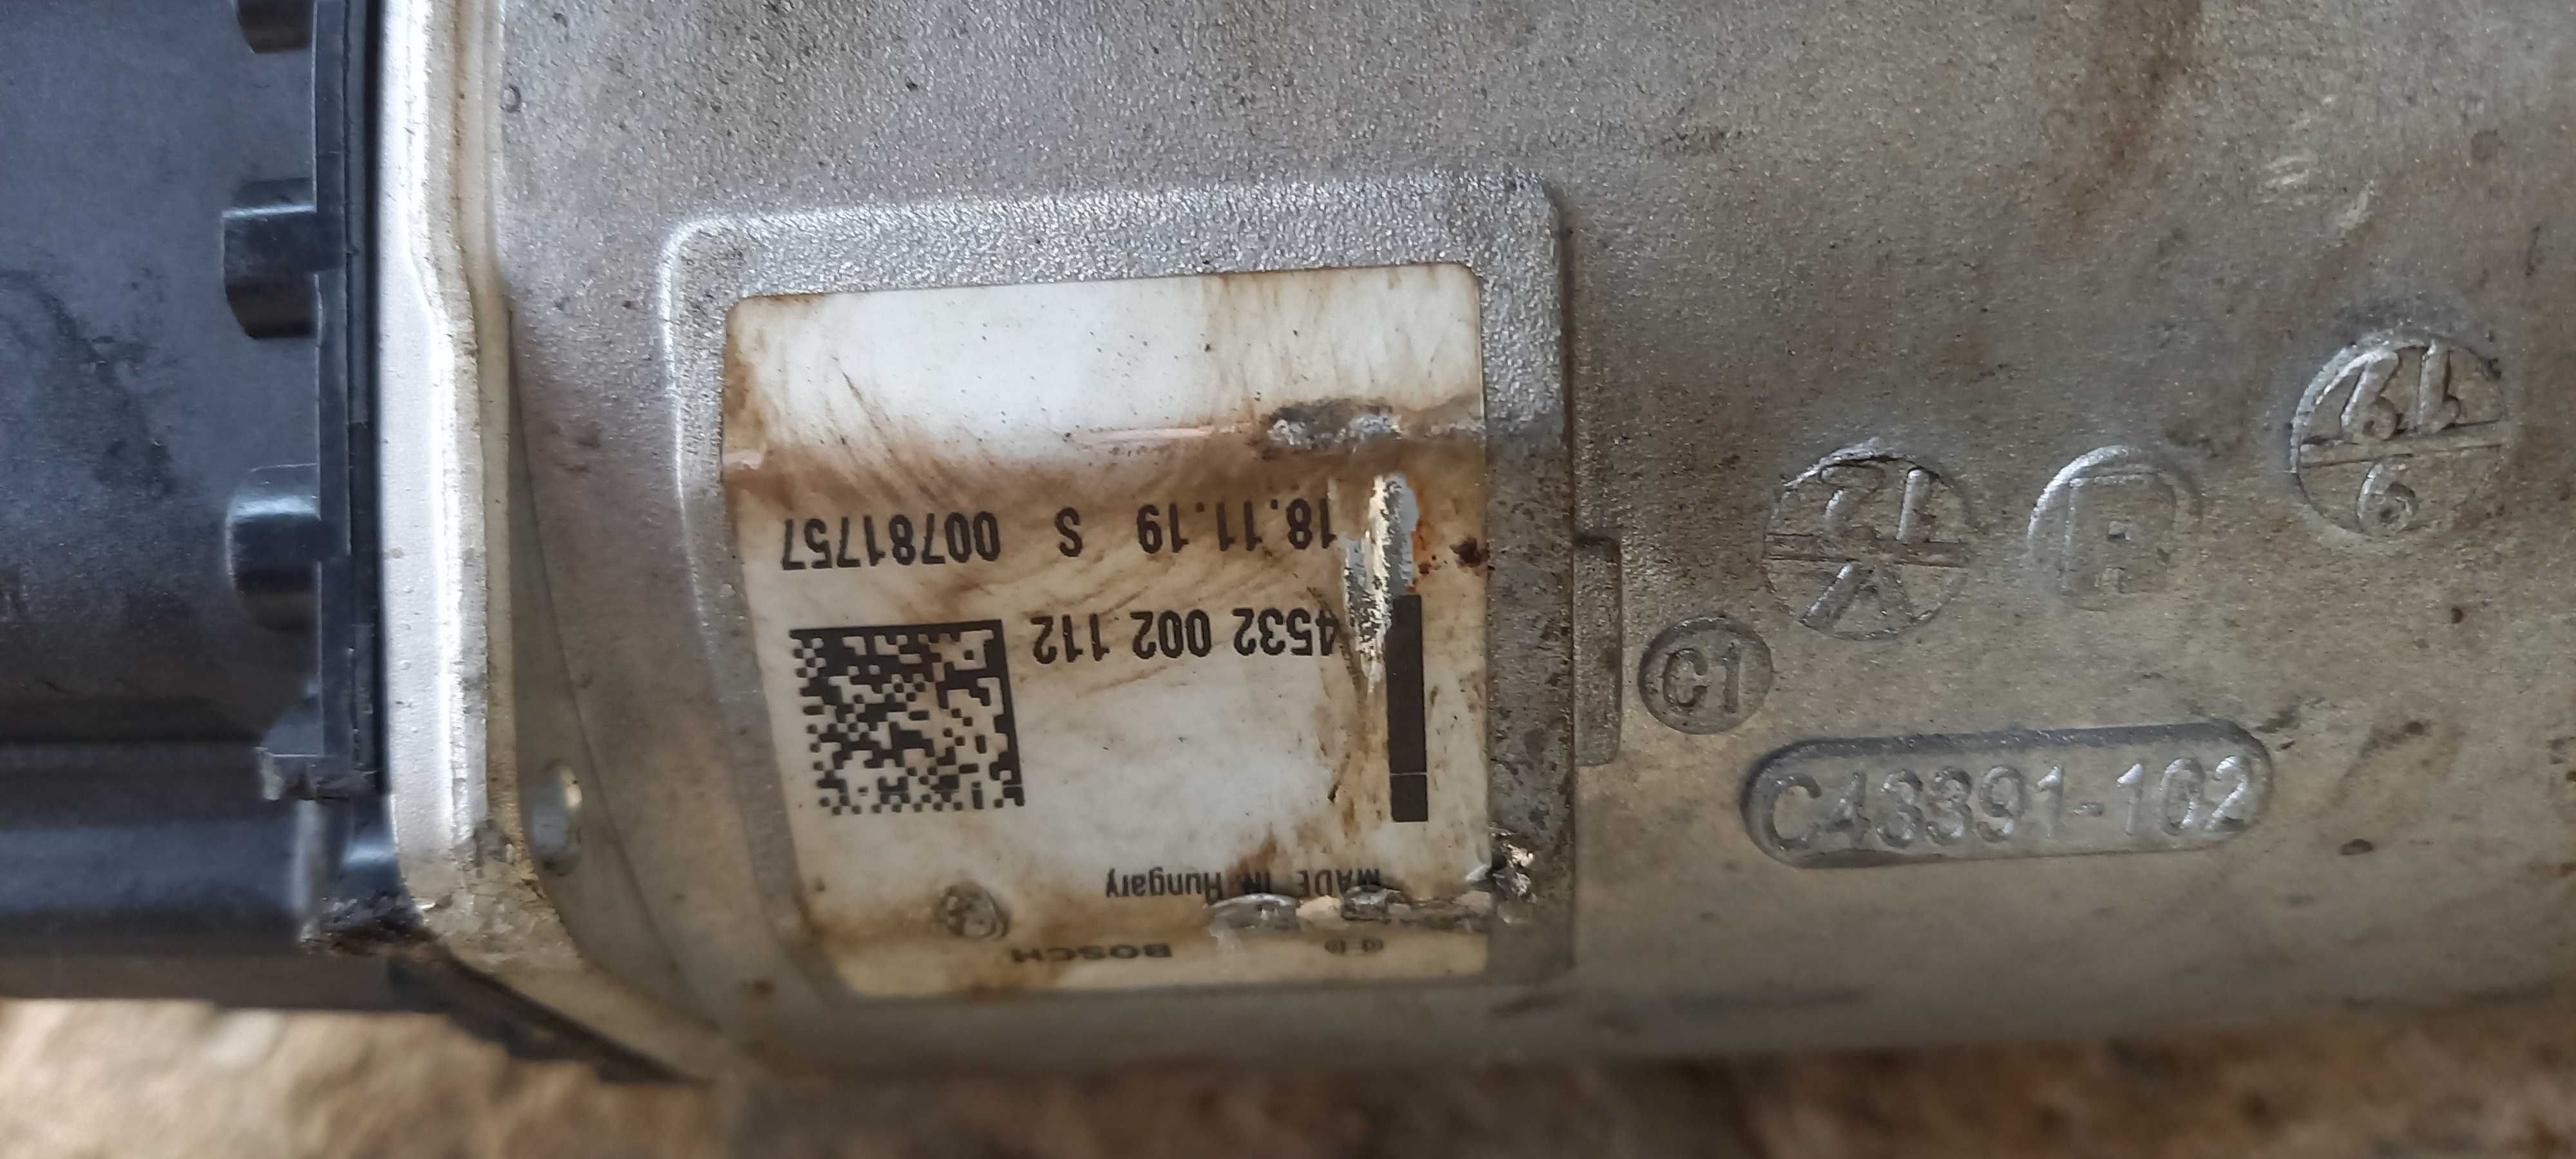 BOSCH
MADE IN Hungary
4532 002 112
18.11.19 S 00781757
C1
C43391-102